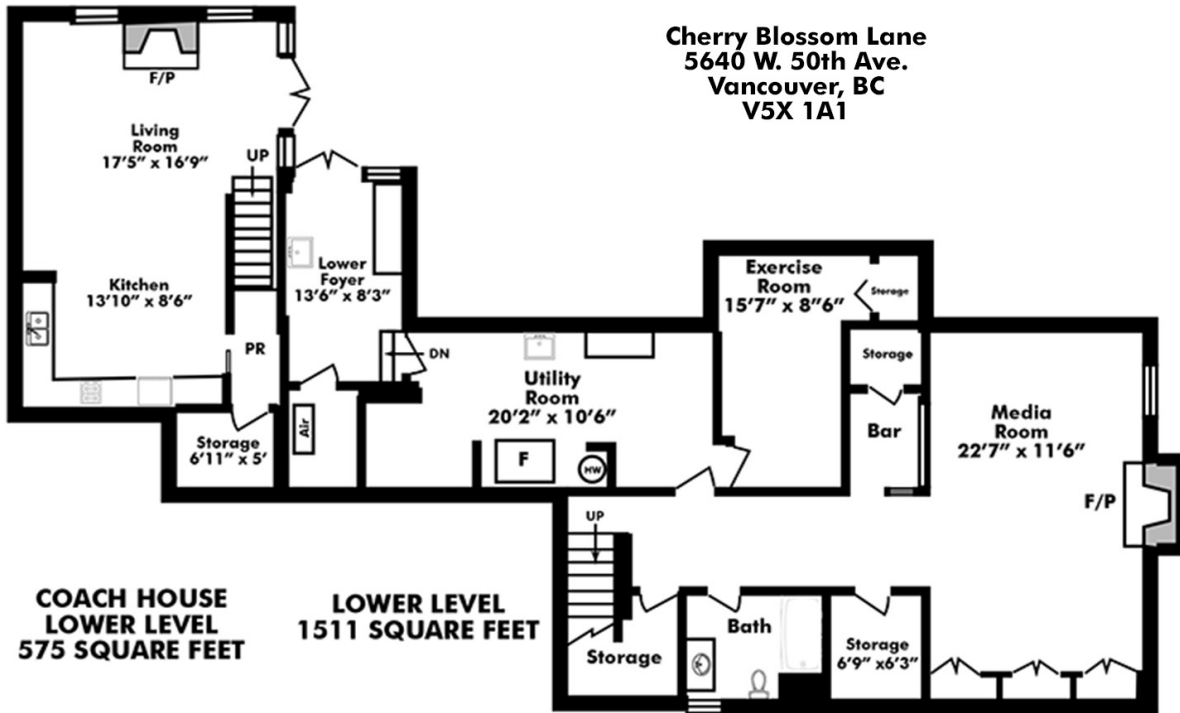 Cherry Blossom Lane
5640 W. 50th Ave.
Vancouver, BC
V5X 1A1
F/P
Living
Room
17'5" x 16'9"
UP
Kitchen
13'10" x 8'6"
Lower
Foyer
13'6" x 8'3"
PR
DN
Storage
6'11" x 5'
Air
Utility
Room
20'2" x 10'6"
F
HW
Exercise
Room
15'7" x 8"6"
Storage
Storage
Bar
Media
Room
22'7" x 11'6"
F/P
UP
Storage
Bath
Storage
6'9" x6'3"
COACH HOUSE
LOWER LEVEL
575 SQUARE FEET
LOWER LEVEL
1511 SQUARE FEET